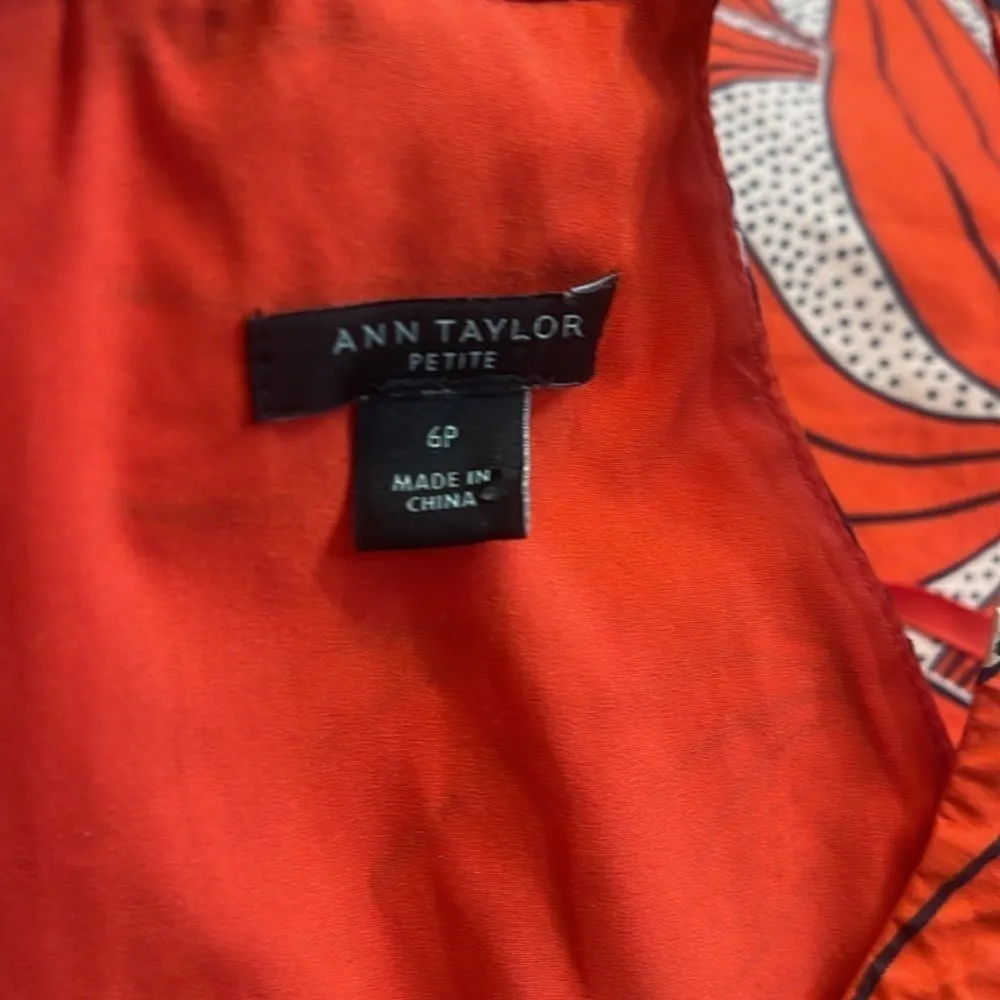 ANN TAYLOR
PETITE
6P
MADE IN
CHINA